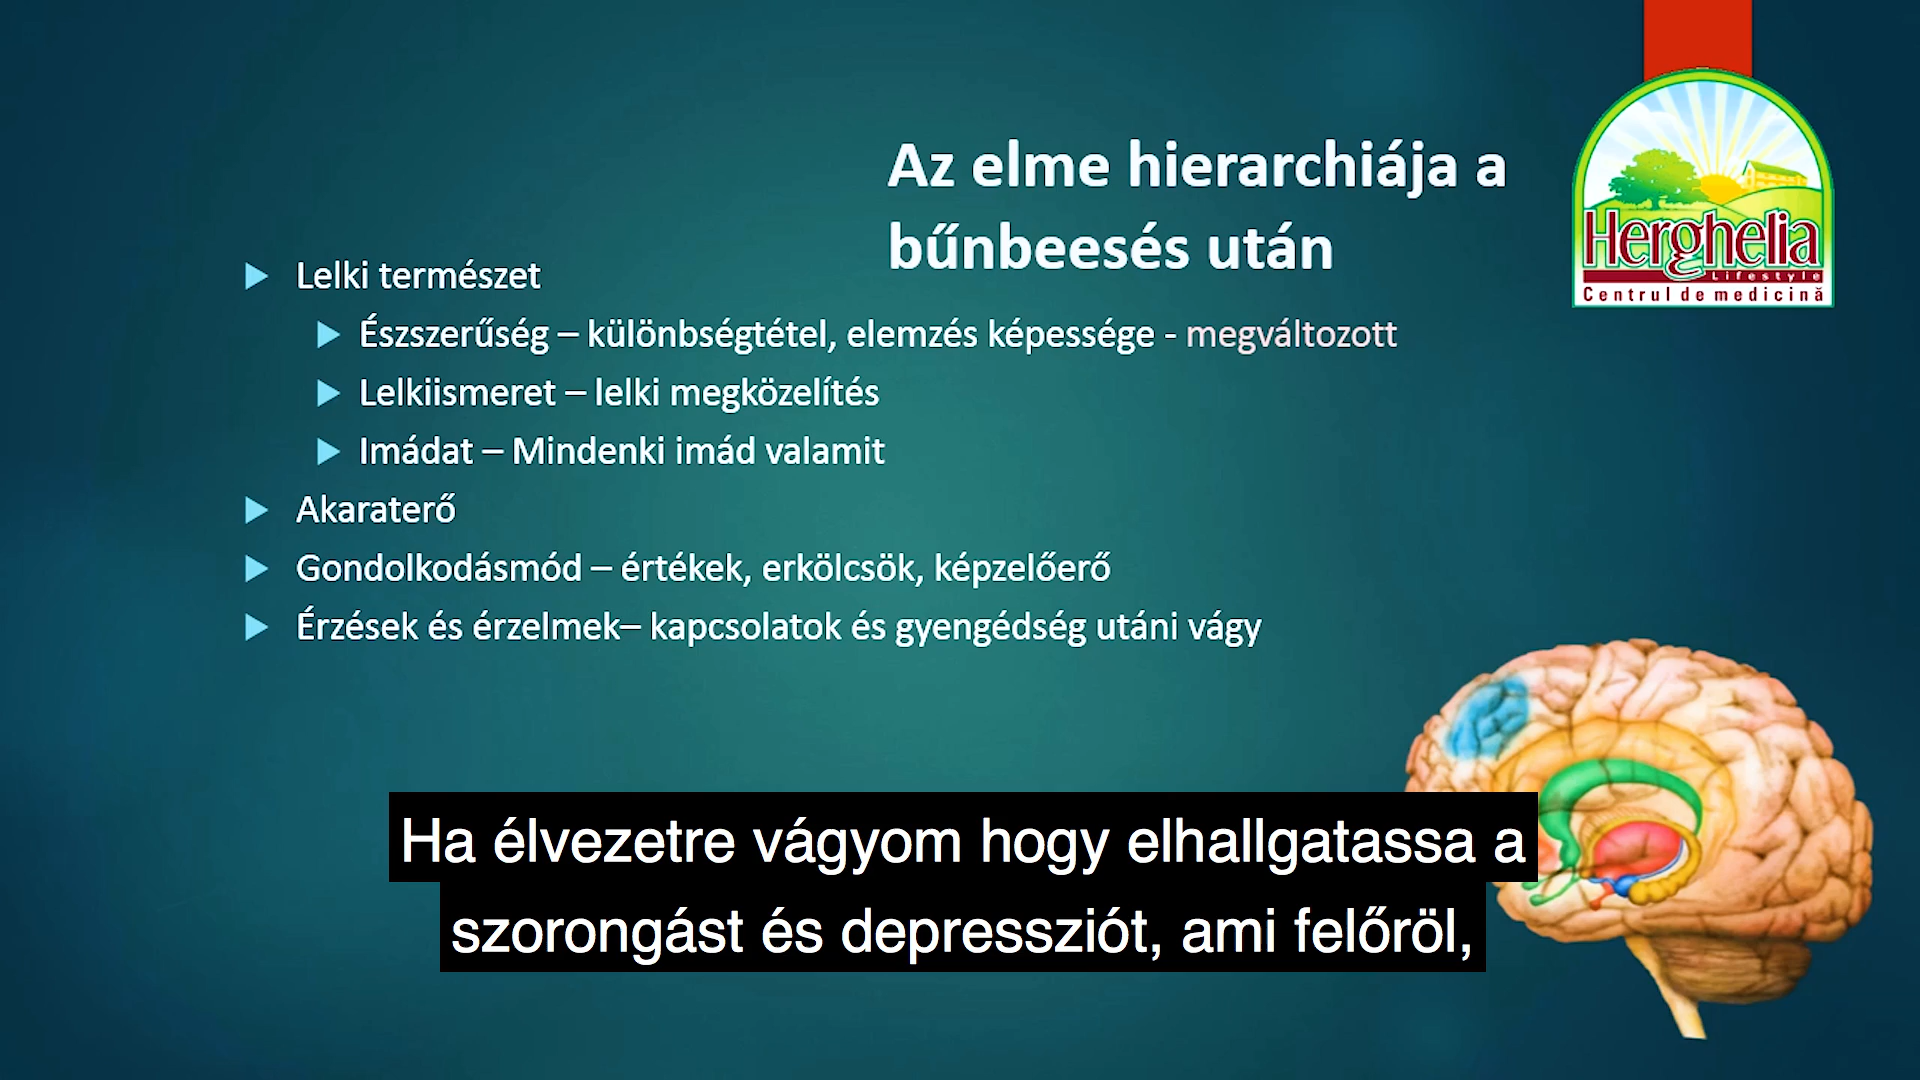 Az elme hierarchiája a
bűnbeesés után
Herghelia
Lifestyle
Centrul de medicină
Lelki természet
Észszerűség – különbségtétel, elemzés képessége - megváltozott
Lelkiismeret – lelki megközelítés
Imádat – Mindenki imád valamit
Akaraterő
Gondolkodásmód – értékek, erkölcsök, képzelőerő
Érzések és érzelmek– kapcsolatok és gyengédség utáni vágy
Ha élvezetre vágyom hogy elhallgatassa a
szorongást és depressziót, ami felőröl,